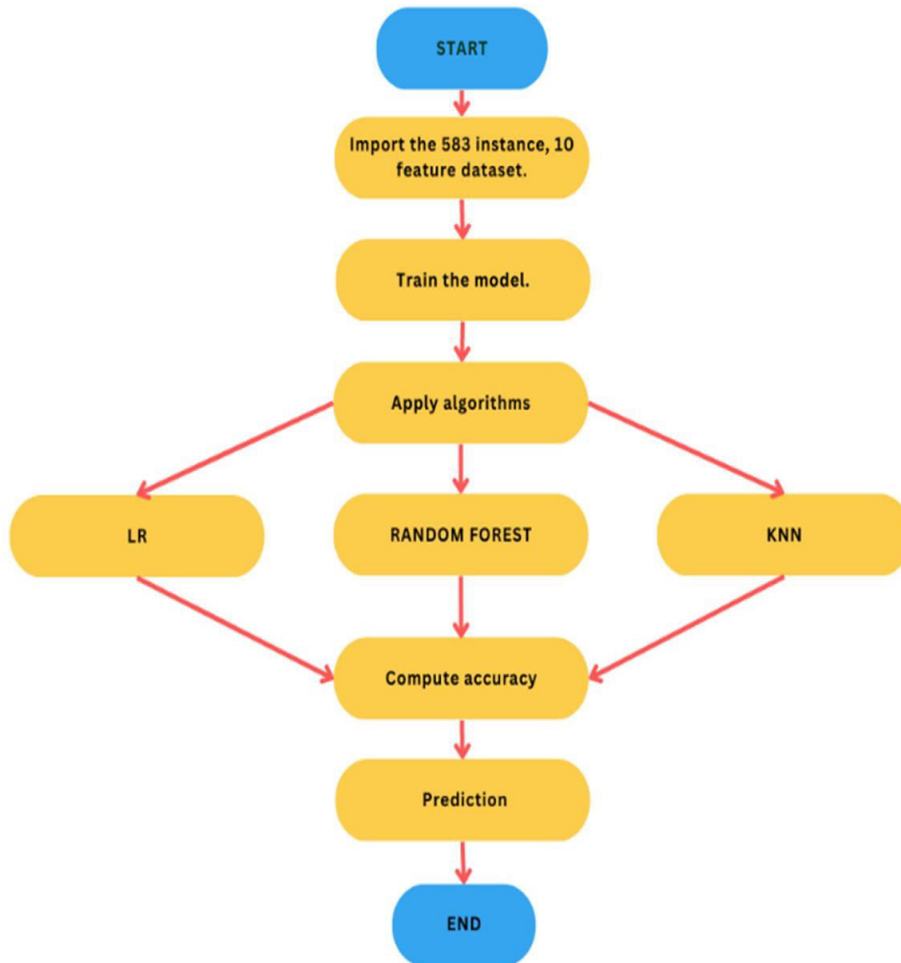 START
Import the 583 instance, 10
feature dataset.
Train the model.
Apply algorithms
LR
RANDOM FOREST
KNN
Compute accuracy
Prediction
END